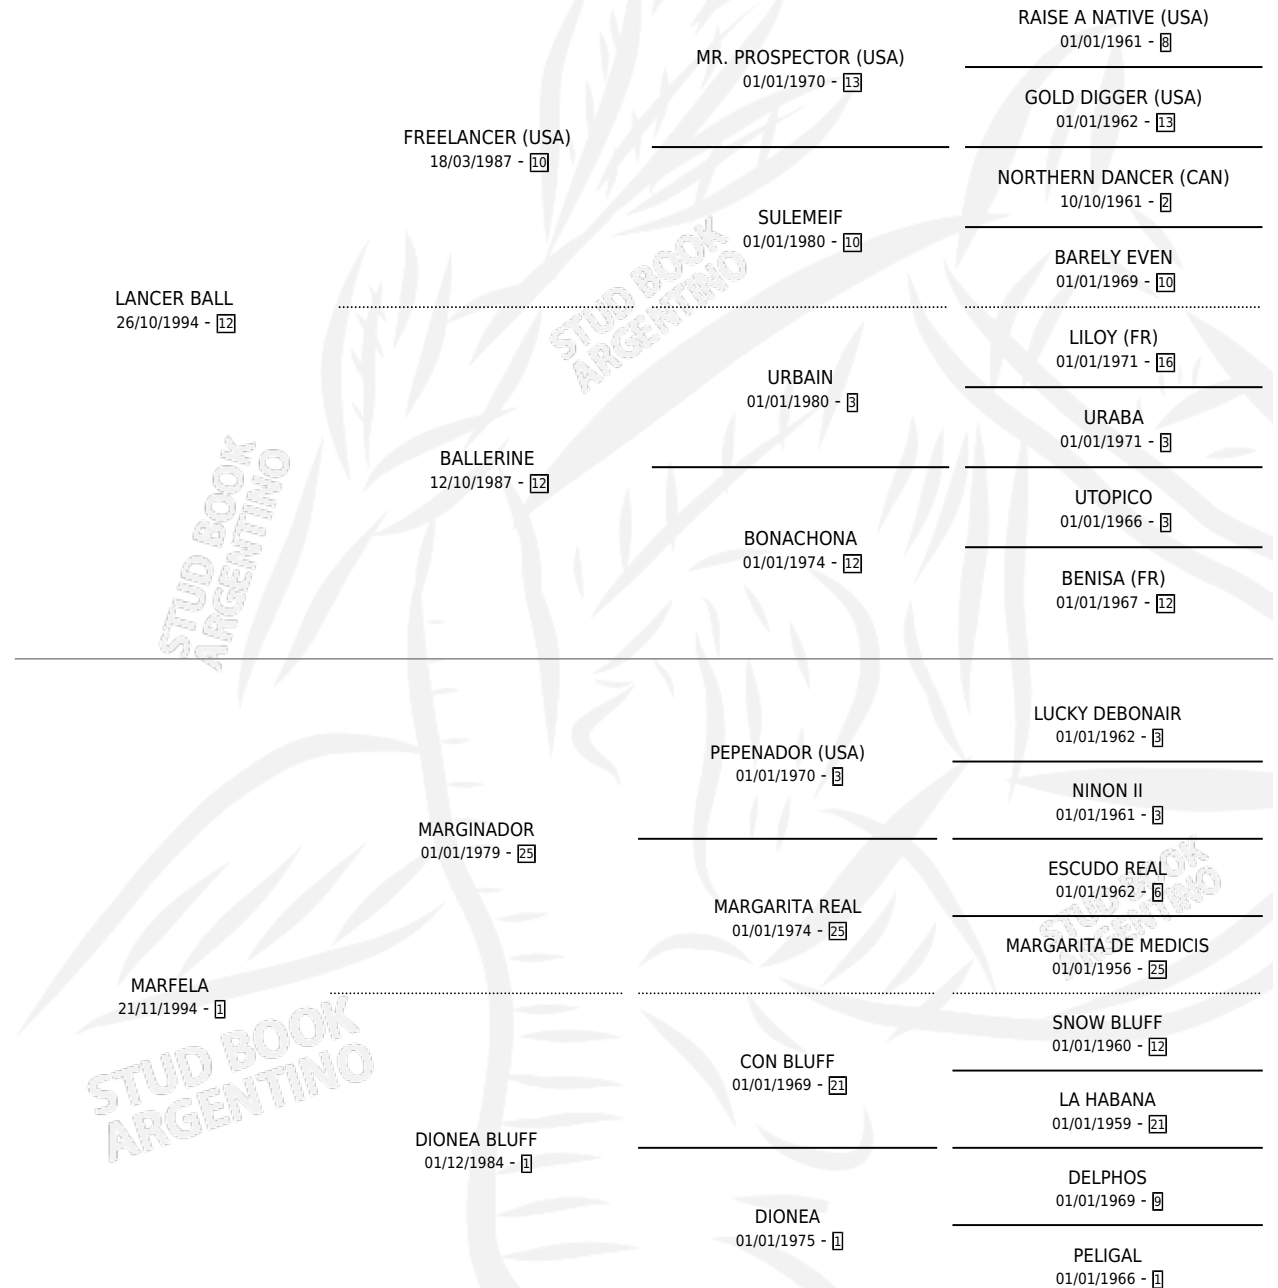 RAISE A NATIVE (USA)
01/01/1961 - 8
MR. PROSPECTOR (USA)
01/01/1970 - 13
GOLD DIGGER (USA)
01/01/1962 - 13
FREELANCER (USA)
18/03/1987 - 10
NORTHERN DANCER (CAN)
10/10/1961 - 2
SULEMEIF
01/01/1980 - 10
BARELY EVEN
01/01/1969 - 10
LANCER BALL
26/10/1994 - 12
LILOY (FR)
01/01/1971 - 16
URBAIN
01/01/1980 - 3
URABA
01/01/1971 - 3
BALLERINE
12/10/1987 - 12
UTOPICO
01/01/1966 - 3
BONACHONA
01/01/1974 - 12
BENISA (FR)
01/01/1967 - 12
LUCKY DEBONAIR
01/01/1962 - 3
PEPENADOR (USA)
01/01/1970 - 3
NINON II
01/01/1961 - 3
MARGINADOR
01/01/1979 - 25
ESCUDO REAL
01/01/1962 - 6
MARGARITA REAL
01/01/1974 - 25
MARGARITA DE MEDICIS
01/01/1956 - 25
MARFELA
21/11/1994 - 1
SNOW BLUFF
01/01/1960 - 12
CON BLUFF
01/01/1969 - 21
LA HABANA
01/01/1959 - 21
DIONEA BLUFF
01/12/1984 - 1
DELPHOS
01/01/1969 - 9
DIONEA
01/01/1975 - 1
PELIGAL
01/01/1966 - 1
STUD BOOK
ARGENTINO
STUD BOOK
ARGENTINO
STUD BOOK
ARGENTINO
STUD BOOK
ARGENTINO